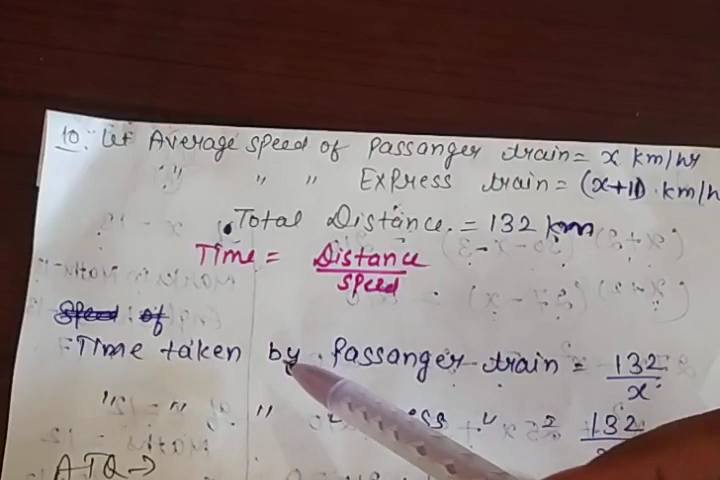 10. Let Average speed of Passanger train = x km/hr
" " " Express train = (x+11) km/h
Total Distance. = 132 km
Time = Distance / Speed
Speed of
Time taken by Passanger train = 132 / x
" " " ss 132
ATQ →